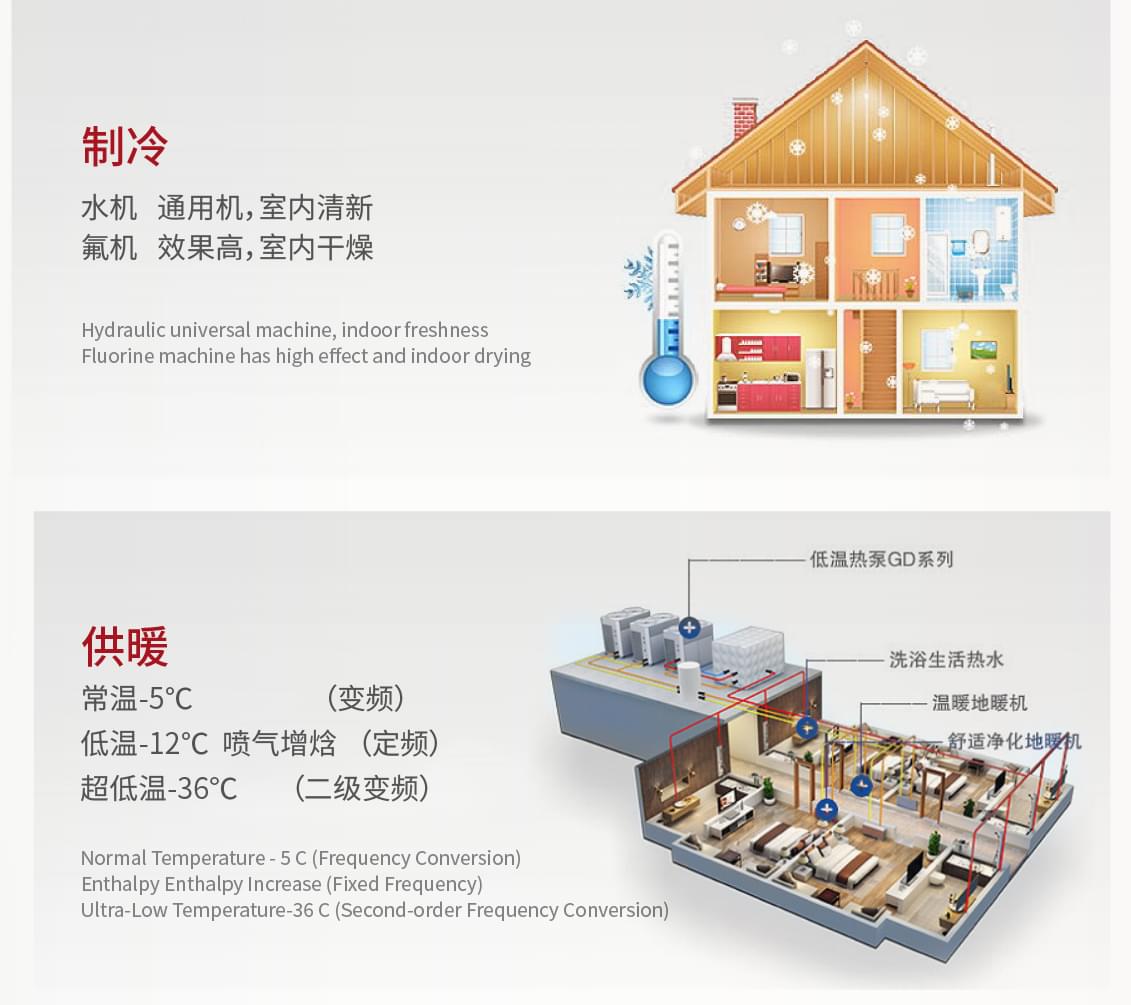 制冷
水机 通用机,室内清新
氟机 效果高,室内干燥
Hydraulic universal machine, indoor freshness
Fluorine machine has high effect and indoor drying
低温热泵GD系列
洗浴生活热水
温暖地暖机
舒适净化地暖机
供暖
常温-5℃ （变频）
低温-12℃ 喷气增焓 （定频）
超低温-36℃ （二级变频）
Normal Temperature - 5 C (Frequency Conversion)
Enthalpy Enthalpy Increase (Fixed Frequency)
Ultra-Low Temperature-36 C (Second-order Frequency Conversion)